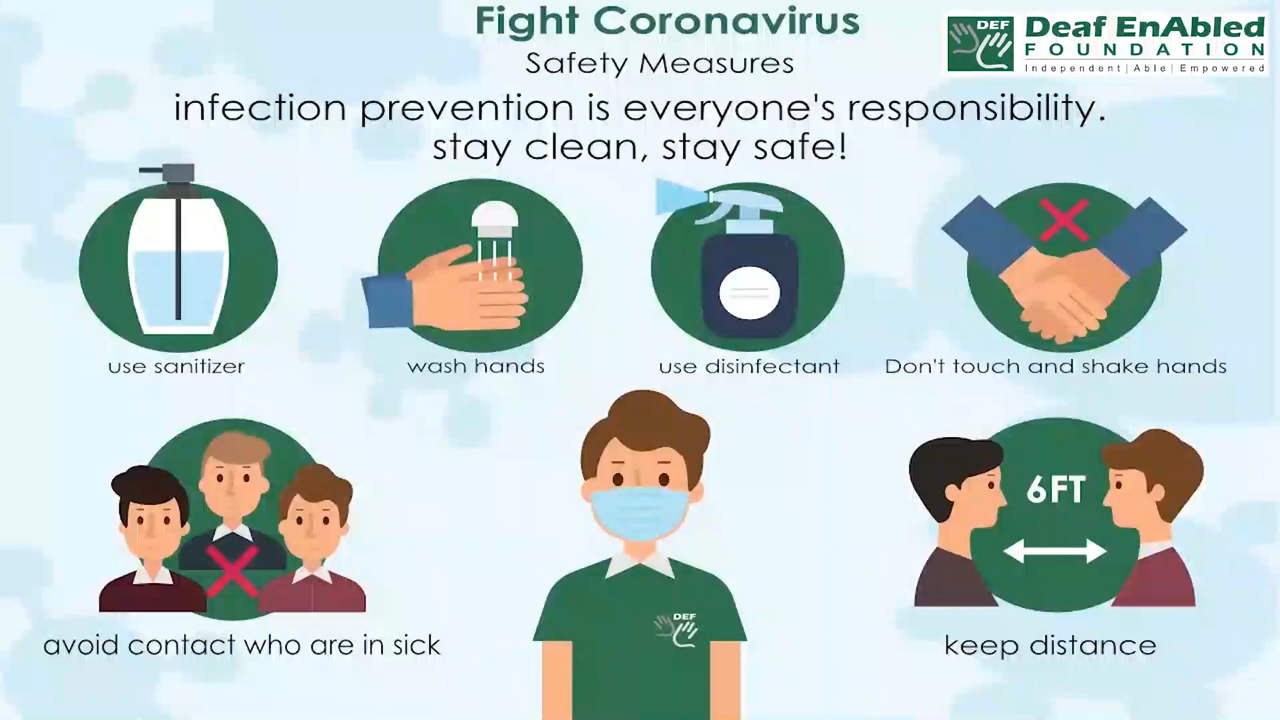 Fight Coronavirus
Safety Measures
DEF
Deaf EnAbled
FOUNDATION
Independent | Able | Empowered
infection prevention is everyone's responsibility.
stay clean, stay safe!
use sanitizer
wash hands
use disinfectant
Don't touch and shake hands
6FT
DEF
avoid contact who are in sick
keep distance